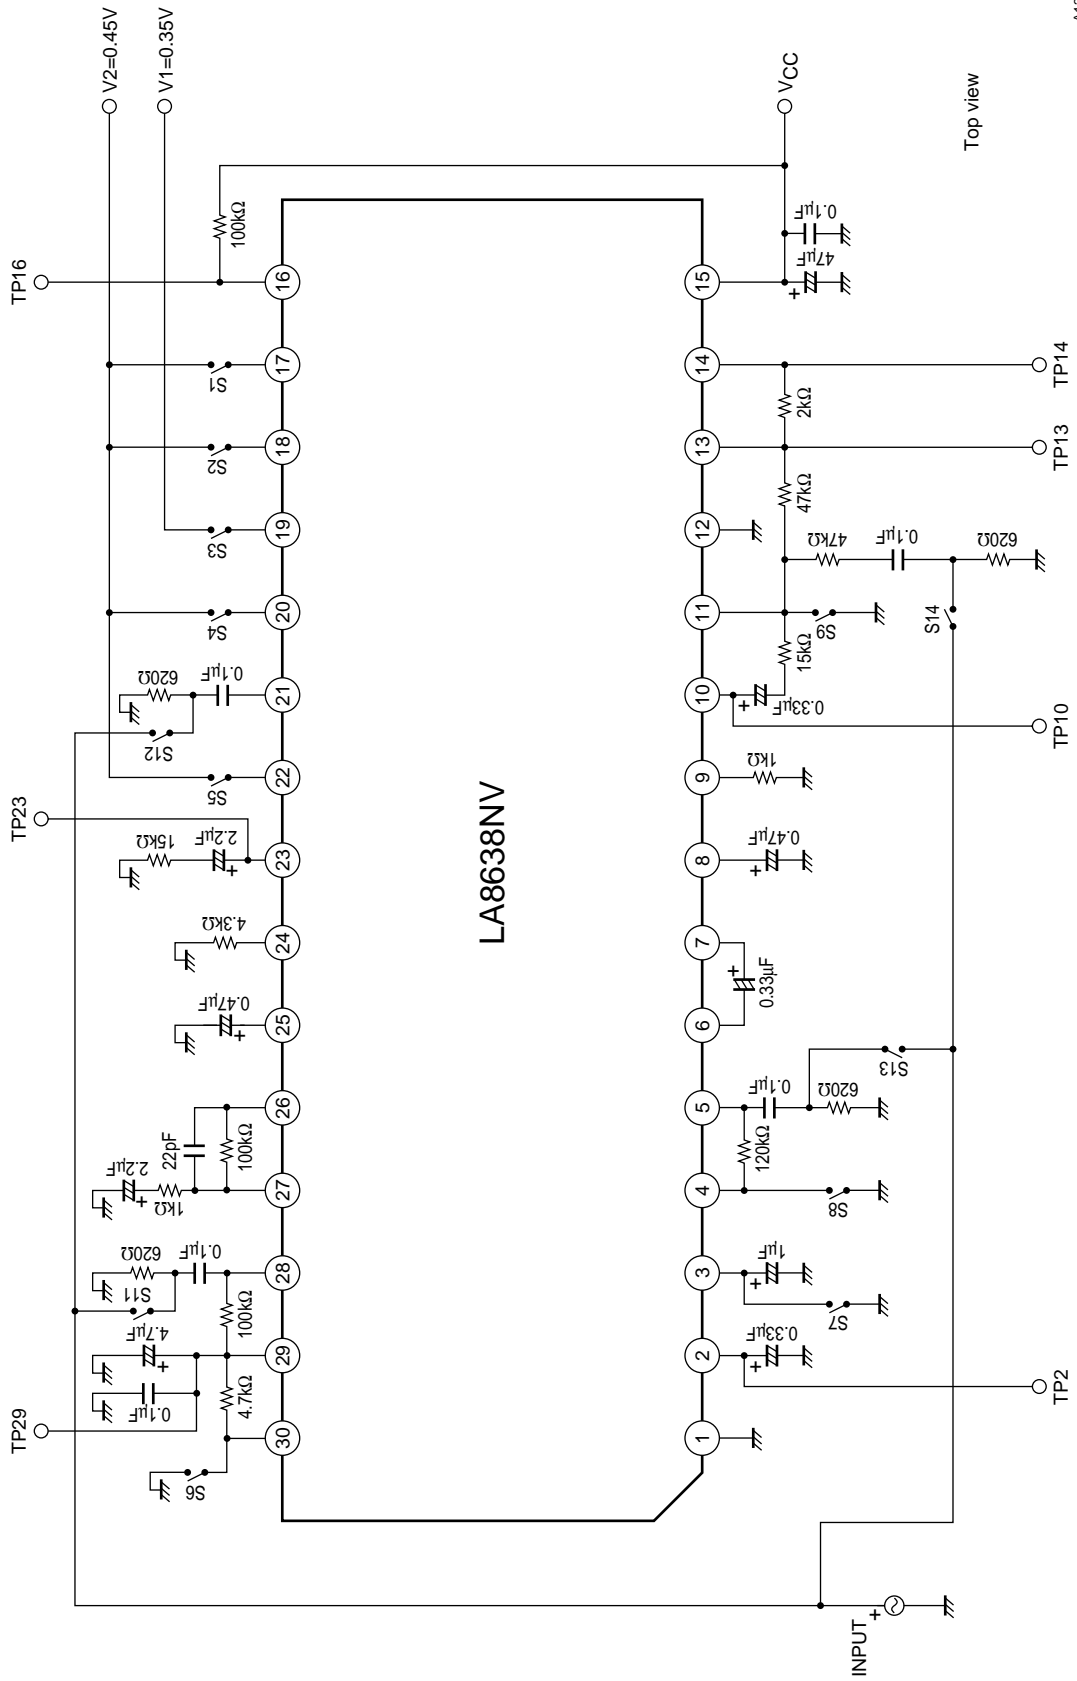 V2=0.45V
V1=0.35V
VCC
Top view
TP16
100kΩ
0.1µF
47µF
+
16
15
S1
17
14
TP14
2kΩ
S2
18
13
TP13
47kΩ
S3
19
12
47kΩ
0.1µF
620Ω
S4
20
11
S9
S14
15kΩ
620Ω
0.1µF
21
10
+
0.33µF
S12
TP10
S5
22
9
1kΩ
TP23
15kΩ
2.2µF
+
23
8
+
0.47µF
LA8638NV
4.3kΩ
24
7
+
0.33µF
0.47µF
+
25
6
S13
22pF
100kΩ
26
5
0.1µF
620Ω
120kΩ
2.2µF
+
1kΩ
27
4
S8
620Ω
0.1µF
28
3
+
1µF
S11
100kΩ
S7
4.7µF
+
29
2
+
0.33µF
0.1µF
4.7kΩ
TP2
TP29
30
1
S6
INPUT
+